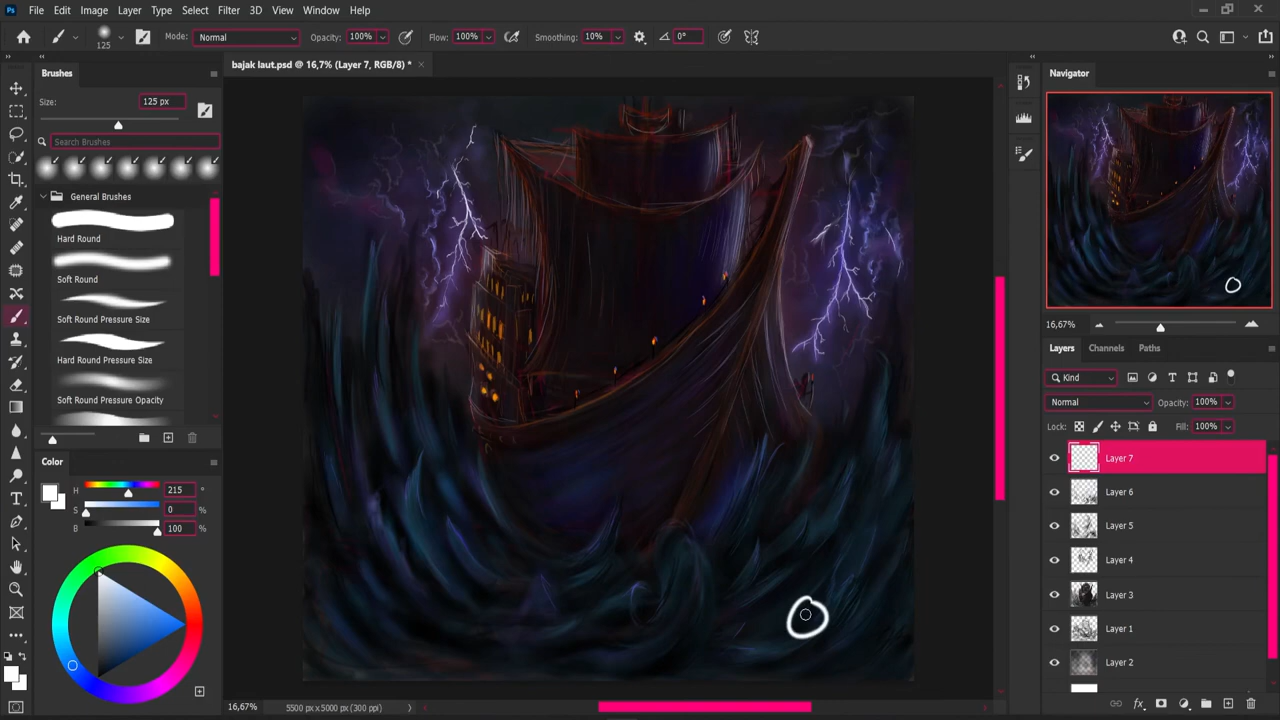 Ps File Edit Image Layer Type Select Filter 3D View Window Help
125 Mode: Normal Opacity: 100% Flow: 100% Smoothing: 10% 0°
Brushes
bajak laut.psd @ 16,7% (Layer 7, RGB/8) *
Navigator
Size: 125 px
Search Brushes
General Brushes
Hard Round
Soft Round
Soft Round Pressure Size
Hard Round Pressure Size
Soft Round Pressure Opacity
16,67%
Layers Channels Paths
Kind
Normal Opacity: 100%
Lock: Fill: 100%
Layer 7
Layer 6
Layer 5
Layer 4
Layer 3
Layer 1
Layer 2
Color
H 215 °
S 0 %
B 100 %
16,67% 5500 px x 5000 px (300 ppi)